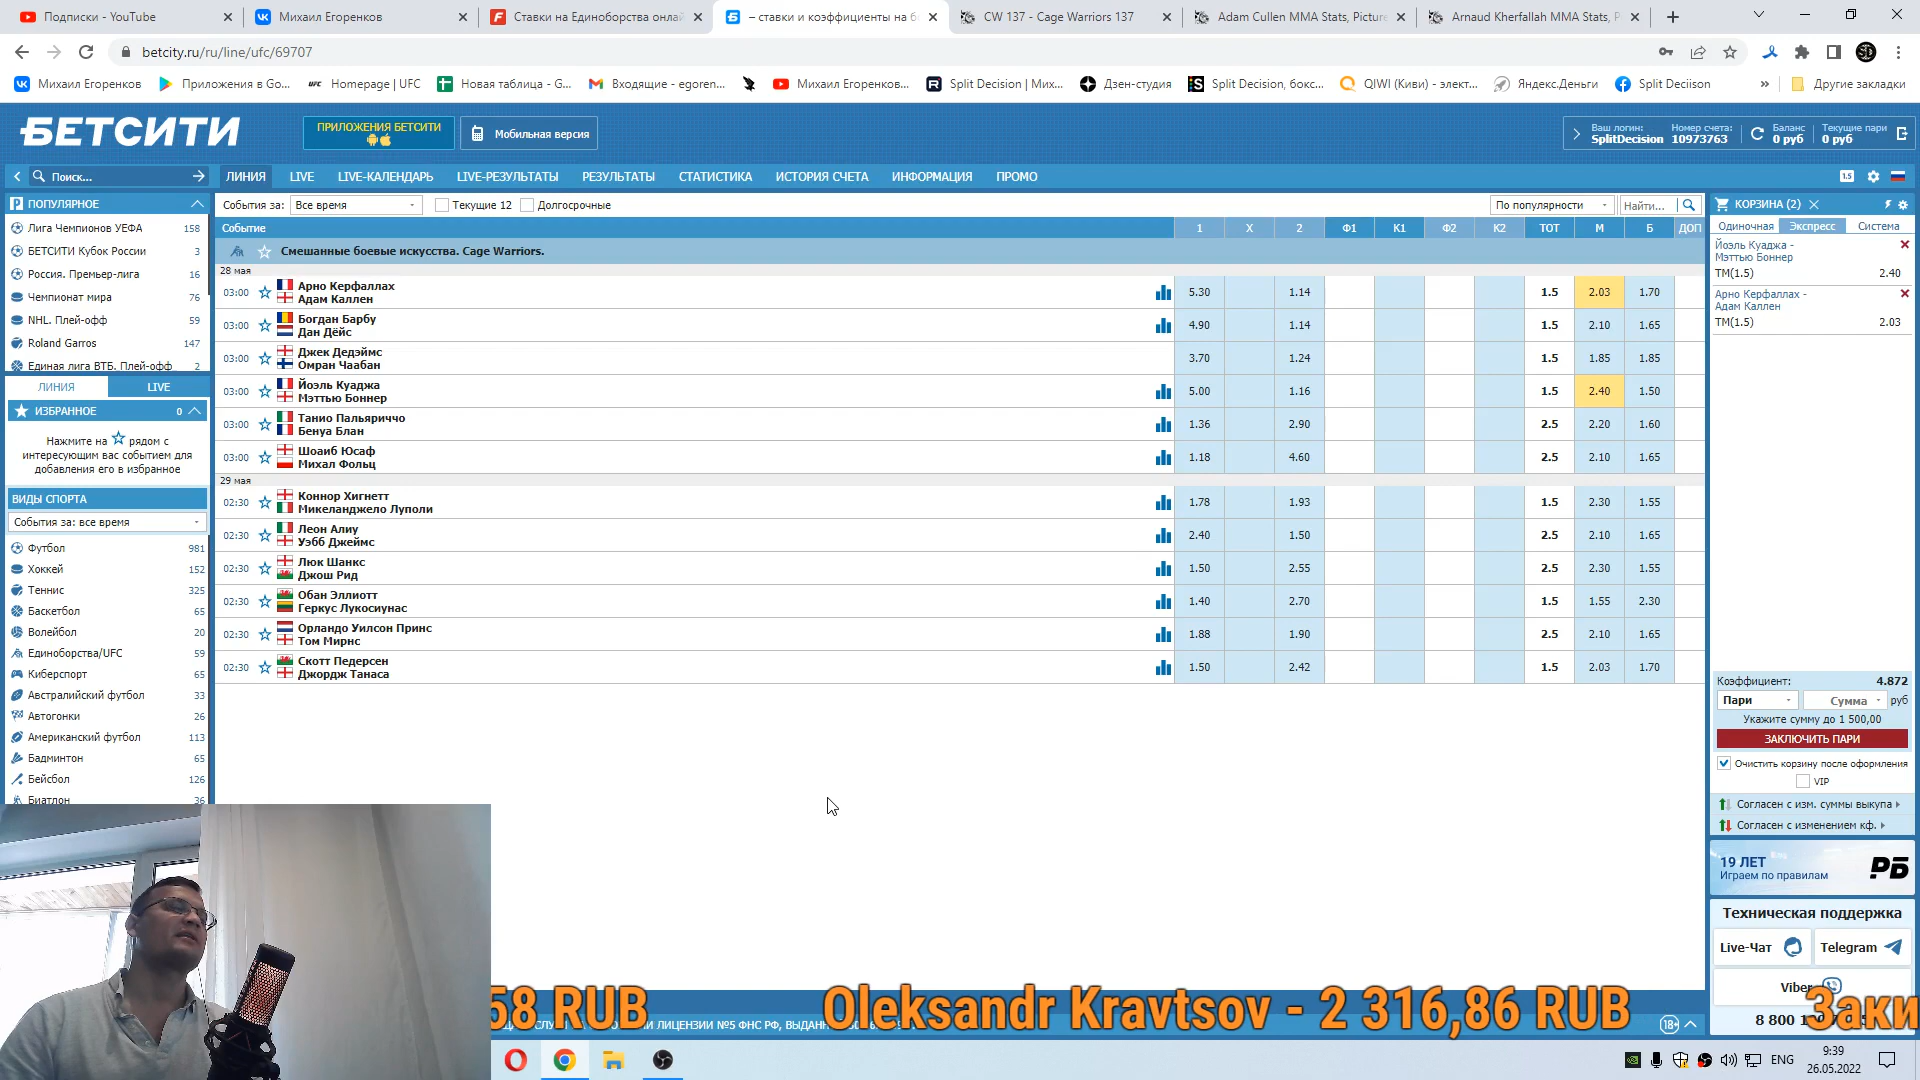 Подписки - YouTube
Михаил Егоренков
Ставки на Единоборства онлай
– ставки и коэффициенты на б
CW 137 - Cage Warriors 137
Adam Cullen MMA Stats, Picture
Arnaud Kherfallah MMA Stats, P
betcity.ru/ru/line/ufc/69707
Михаил Егоренков
Приложения в Go...
Homepage | UFC
Новая таблица - G...
Входящие - egoren...
Михаил Егоренков...
Split Decision | Мих...
Дзен-студия
Split Decision, бокс...
QIWI (Киви) - элект...
Яндекс.Деньги
Split Deciison
»
Другие закладки
БЕТСИТИ
ПРИЛОЖЕНИЯ БЕТСИТИ
Мобильная версия
Ваш логин: Номер счета: Баланс Текущие пари
SplitDecision 10973763 0 руб 0 руб
Поиск...
ЛИНИЯ LIVE LIVE-КАЛЕНДАРЬ LIVE-РЕЗУЛЬТАТЫ РЕЗУЛЬТАТЫ СТАТИСТИКА ИСТОРИЯ СЧЕТА ИНФОРМАЦИЯ ПРОМО
1.5
ПОПУЛЯРНОЕ
Лига Чемпионов УЕФА 158
БЕТСИТИ Кубок России 3
Россия. Премьер-лига 16
Чемпионат мира 76
NHL. Плей-офф 59
Roland Garros 147
Единая лига ВТБ. Плей-офф 2
ЛИНИЯ LIVE
ИЗБРАННОЕ 0
Нажмите на рядом с
интересующим вас событием для
добавления его в избранное
ВИДЫ СПОРТА
События за: все время
Футбол 981
Хоккей 152
Теннис 325
Баскетбол 65
Волейбол 20
Единоборства/UFC 59
Киберспорт 65
Австралийский футбол 33
Автогонки 26
Американский футбол 113
Бадминтон 65
Бейсбол 126
Биатлон 36
События за: Все время Текущие 12 Долгосрочные По популярности Найти...
Событие 1 X 2 Ф1 К1 Ф2 К2 ТОТ М Б ДОП
Смешанные боевые искусства. Cage Warriors.
28 мая
03:00 Арно Керфаллах
Адам Каллен
5.30 1.14 1.5 2.03 1.70
03:00 Богдан Барбу
Дан Дёйс
4.90 1.14 1.5 2.10 1.65
03:00 Джек Дедэймс
Омран Чаабан
3.70 1.24 1.5 1.85 1.85
03:00 Йоэль Куаджа
Мэттью Боннер
5.00 1.16 1.5 2.40 1.50
03:00 Танио Пальяриччо
Бенуа Блан
1.36 2.90 2.5 2.20 1.60
03:00 Шоаиб Юсаф
Михал Фольц
1.18 4.60 2.5 2.10 1.65
29 мая
02:30 Коннор Хигнетт
Микеланджело Луполи
1.78 1.93 1.5 2.30 1.55
02:30 Леон Алиу
Уэбб Джеймс
2.40 1.50 2.5 2.10 1.65
02:30 Люк Шанкс
Джош Рид
1.50 2.55 2.5 2.30 1.55
02:30 Обан Эллиотт
Геркус Лукосиунас
1.40 2.70 1.5 1.55 2.30
02:30 Орландо Уилсон Принс
Том Мирнс
1.88 1.90 2.5 2.10 1.65
02:30 Скотт Педерсен
Джордж Танаса
1.50 2.42 1.5 2.03 1.70
КОРЗИНА (2)
Одиночная Экспресс Система
Йоэль Куаджа -
Мэттью Боннер
ТМ(1.5) 2.40
Арно Керфаллах -
Адам Каллен
ТМ(1.5) 2.03
Коэффициент: 4.872
Пари Сумма руб
Укажите сумму до 1 500,00
ЗАКЛЮЧИТЬ ПАРИ
Очистить корзину после оформления
VIP
Согласен с изм. суммы выкупа
Согласен с изменением кф.
19 ЛЕТ
Играем по правилам
РБ
Техническая поддержка
Live-Чат Telegram
Viber
8 800 1
58 RUB Oleksandr Kravtsov - 2 316,86 RUB Заки
ЛИЦЕНЗИИ №5 ФНС РФ, ВЫДАНН
18+
ENG
9:39
26.05.2022